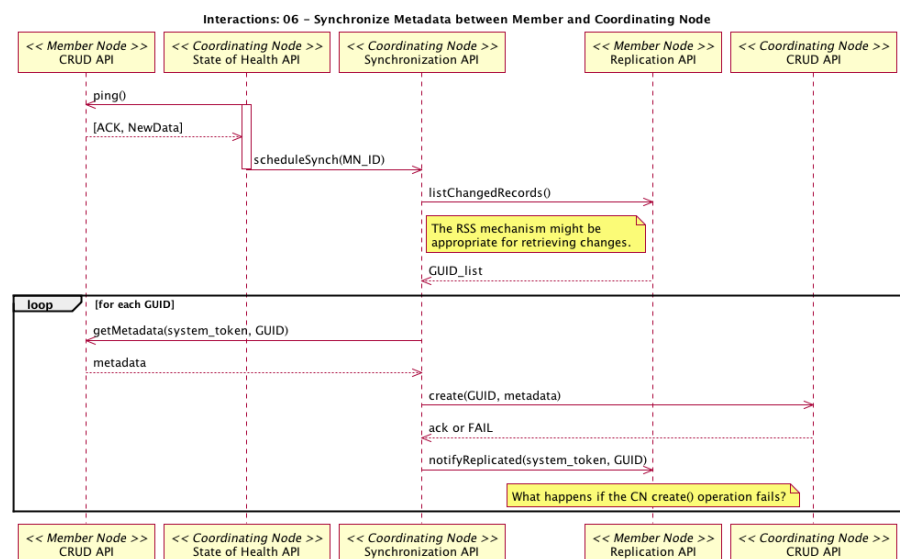 Interactions: 06 - Synchronize Metadata between Member and Coordinating Node
<< Member Node >>
CRUD API
<< Coordinating Node >>
State of Health API
<< Coordinating Node >>
Synchronization API
<< Member Node >>
Replication API
<< Coordinating Node >>
CRUD API
ping()
[ACK, NewData]
scheduleSynch(MN_ID)
listChangedRecords()
The RSS mechanism might be
appropriate for retrieving changes.
GUID_list
loop
[for each GUID]
getMetadata(system_token, GUID)
metadata
create(GUID, metadata)
ack or FAIL
notifyReplicated(system_token, GUID)
What happens if the CN create() operation fails?
<< Member Node >>
CRUD API
<< Coordinating Node >>
State of Health API
<< Coordinating Node >>
Synchronization API
<< Member Node >>
Replication API
<< Coordinating Node >>
CRUD API